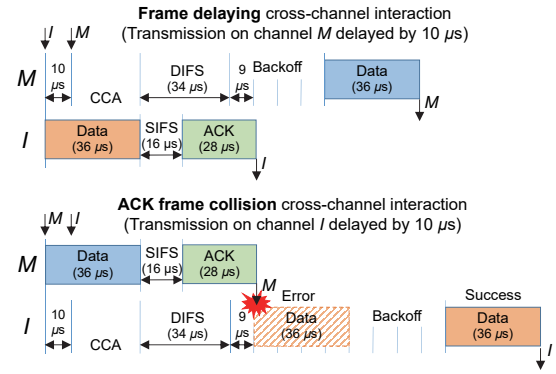 Frame delaying cross-channel interaction
(Transmission on channel M delayed by 10 µs)
I M
10 µs
DIFS (34 µs)
9 µs
Backoff
Data (36 µs)
M
CCA
M
I
Data (36 µs)
SIFS (16 µs)
ACK (28 µs)
I
ACK frame collision cross-channel interaction
(Transmission on channel I delayed by 10 µs)
M I
M
Data (36 µs)
SIFS (16 µs)
ACK (28 µs)
M
Error
Success
I
10 µs
CCA
DIFS (34 µs)
9 µs
Data (36 µs)
Backoff
Data (36 µs)
I